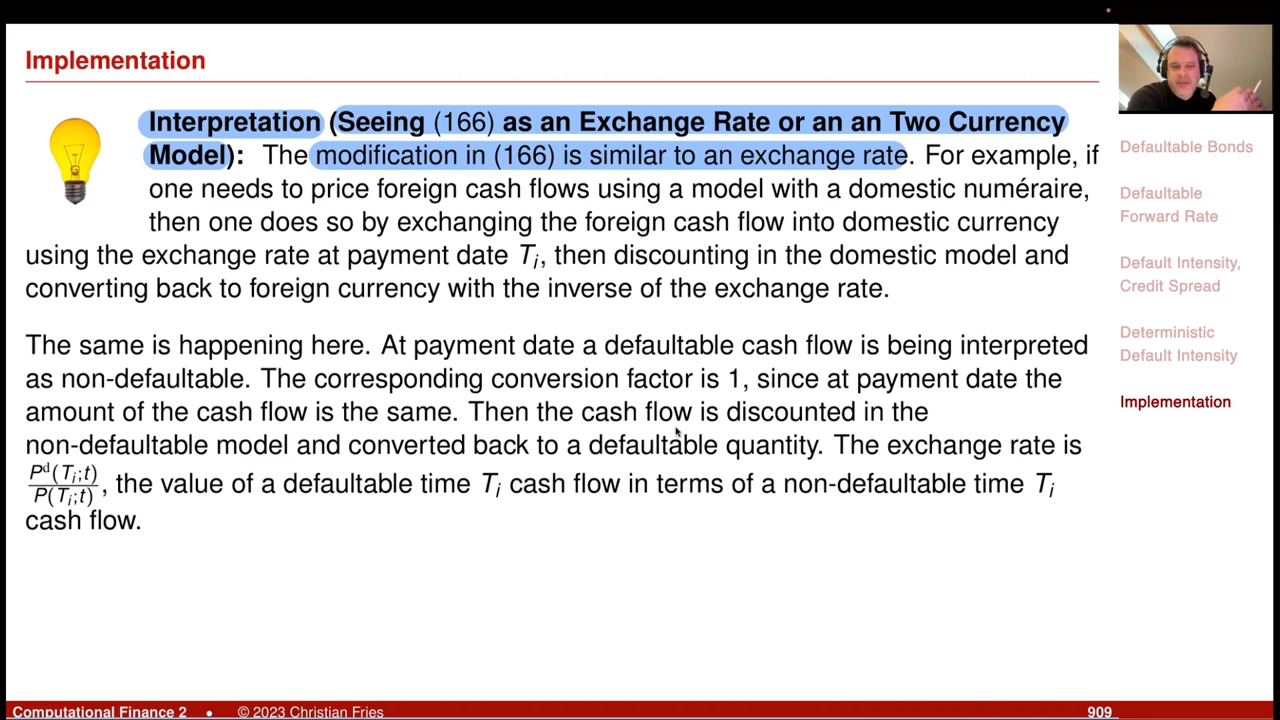 Implementation
Interpretation (Seeing (166) as an Exchange Rate or an an Two Currency
Model): The modification in (166) is similar to an exchange rate. For example, if
one needs to price foreign cash flows using a model with a domestic numéraire,
then one does so by exchanging the foreign cash flow into domestic currency
using the exchange rate at payment date Tᵢ, then discounting in the domestic model and
converting back to foreign currency with the inverse of the exchange rate.
The same is happening here. At payment date a defaultable cash flow is being interpreted
as non-defaultable. The corresponding conversion factor is 1, since at payment date the
amount of the cash flow is the same. Then the cash flow is discounted in the
non-defaultable model and converted back to a defaultable quantity. The exchange rate is
Pᵈ(Tᵢ;t)/P(Tᵢ;t), the value of a defaultable time Tᵢ cash flow in terms of a non-defaultable time Tᵢ
cash flow.
Defaultable Bonds
Defaultable
Forward Rate
Default Intensity,
Credit Spread
Deterministic
Default Intensity
Implementation
Computational Finance 2 • © 2023 Christian Fries 909